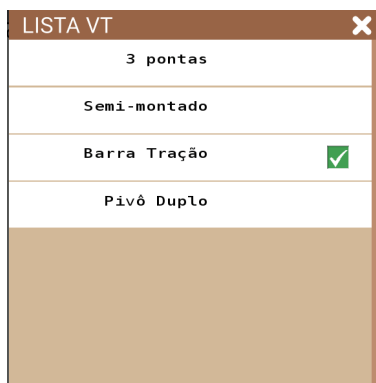 LISTA VT
3 pontas
Semi-montado
Barra Tração
Pivô Duplo